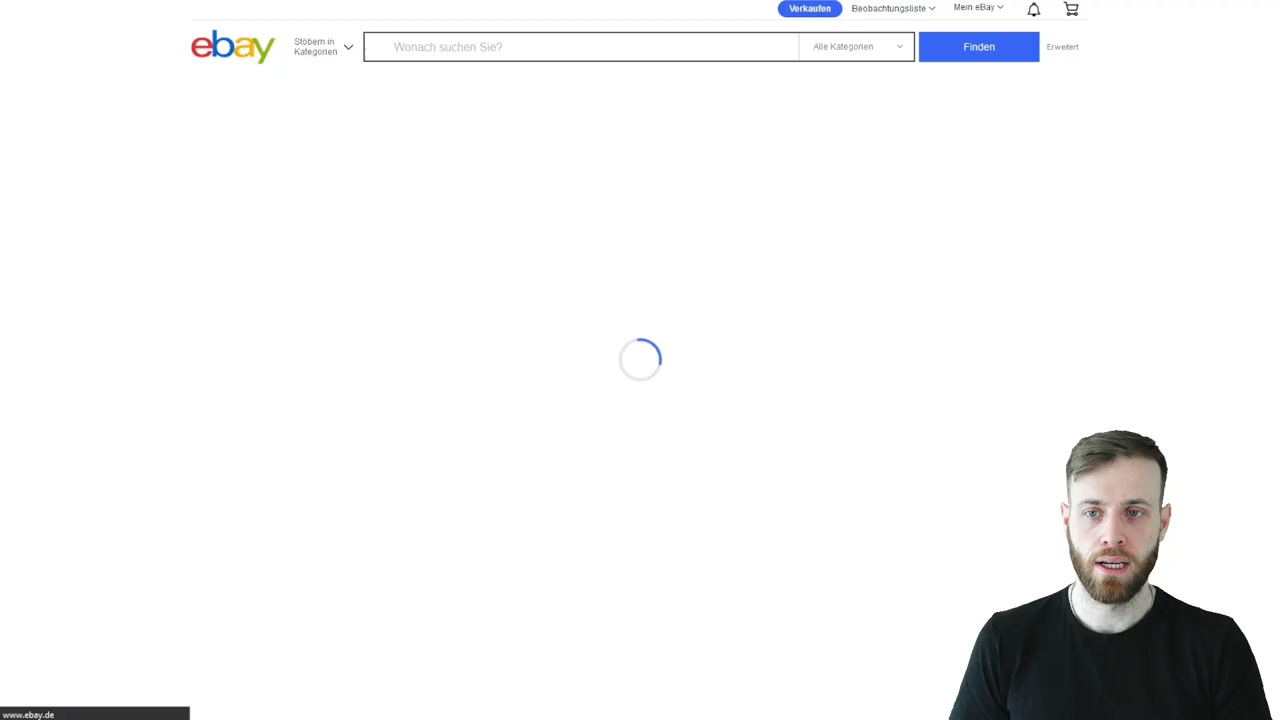 Verkaufen Beobachtungsliste Mein eBay
ebay
Stöbern in
Kategorien
Wonach suchen Sie?
Alle Kategorien
Finden
Erweitert
www.ebay.de